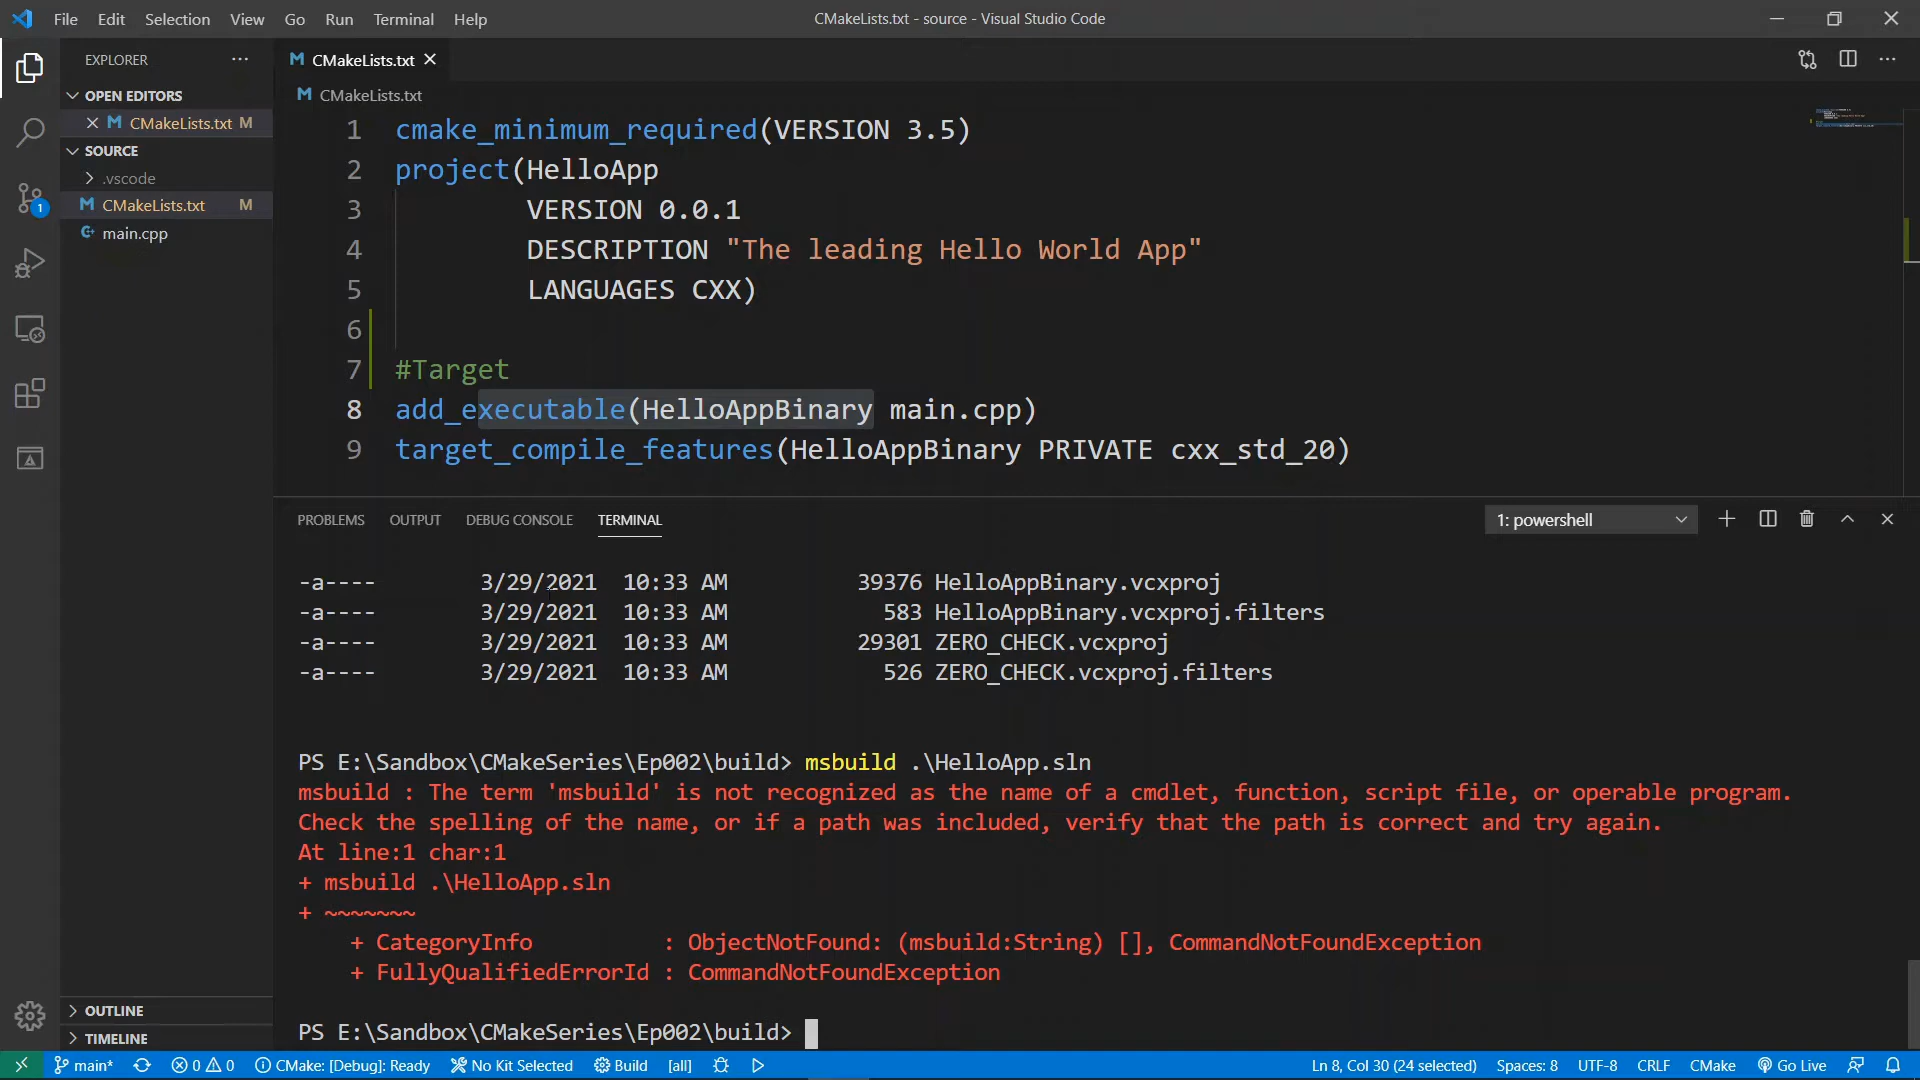 File Edit Selection View Go Run Terminal Help
CMakeLists.txt - source - Visual Studio Code
EXPLORER
OPEN EDITORS
CMakeLists.txt M
SOURCE
.vscode
CMakeLists.txt M
main.cpp
OUTLINE
TIMELINE
CMakeLists.txt
CMakeLists.txt
1 cmake_minimum_required(VERSION 3.5)
2 project(HelloApp
3 VERSION 0.0.1
4 DESCRIPTION "The leading Hello World App"
5 LANGUAGES CXX)
6
7 #Target
8 add_executable(HelloAppBinary main.cpp)
9 target_compile_features(HelloAppBinary PRIVATE cxx_std_20)
PROBLEMS OUTPUT DEBUG CONSOLE TERMINAL
1: powershell
-a---- 3/29/2021 10:33 AM 39376 HelloAppBinary.vcxproj
-a---- 3/29/2021 10:33 AM 583 HelloAppBinary.vcxproj.filters
-a---- 3/29/2021 10:33 AM 29301 ZERO_CHECK.vcxproj
-a---- 3/29/2021 10:33 AM 526 ZERO_CHECK.vcxproj.filters
PS E:\Sandbox\CMakeSeries\Ep002\build> msbuild .\HelloApp.sln
msbuild : The term 'msbuild' is not recognized as the name of a cmdlet, function, script file, or operable program.
Check the spelling of the name, or if a path was included, verify that the path is correct and try again.
At line:1 char:1
+ msbuild .\HelloApp.sln
+ ~~~~~~~
+ CategoryInfo : ObjectNotFound: (msbuild:String) [], CommandNotFoundException
+ FullyQualifiedErrorId : CommandNotFoundException
PS E:\Sandbox\CMakeSeries\Ep002\build>
1
main* 0 0 CMake: [Debug]: Ready No Kit Selected Build [all] Ln 8, Col 30 (24 selected) Spaces: 8 UTF-8 CRLF CMake Go Live